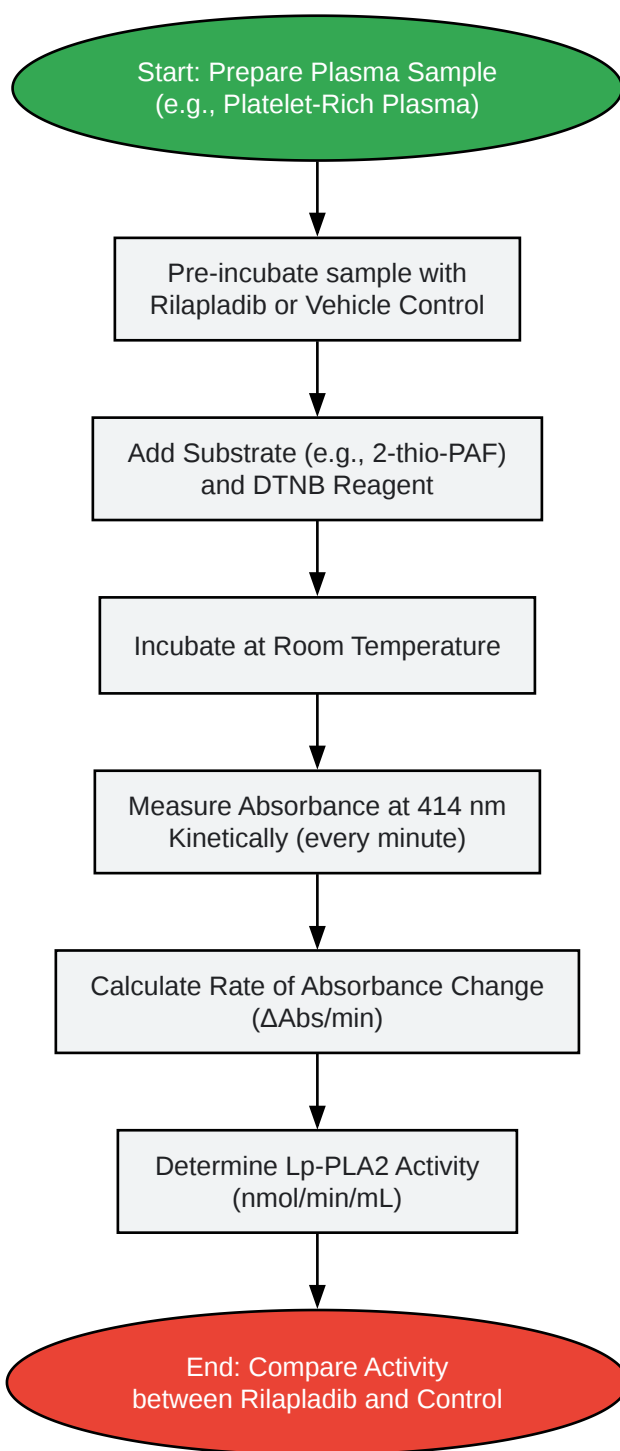 Start: Prepare Plasma Sample
(e.g., Platelet-Rich Plasma)
Pre-incubate sample with
Rilapladib or Vehicle Control
Add Substrate (e.g., 2-thio-PAF)
and DTNB Reagent
Incubate at Room Temperature
Measure Absorbance at 414 nm
Kinetically (every minute)
Calculate Rate of Absorbance Change
(ΔAbs/min)
Determine Lp-PLA2 Activity
(nmol/min/mL)
End: Compare Activity
between Rilapladib and Control